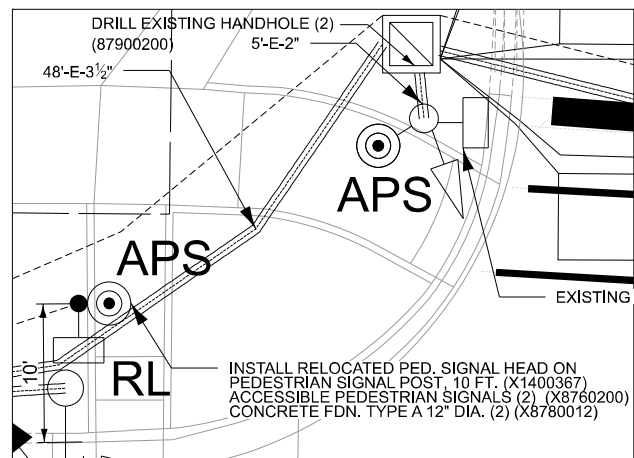 DRILL EXISTING HANDHOLE (2)
(87900200)
5'-E-2"
48'-E-3½"
APS
APS
EXISTING
10'
RL
INSTALL RELOCATED PED. SIGNAL HEAD ON
PEDESTRIAN SIGNAL POST, 10 FT. (X1400367)
ACCESSIBLE PEDESTRIAN SIGNALS (2) (X8760200)
CONCRETE FDN. TYPE A 12" DIA. (2) (X8780012)